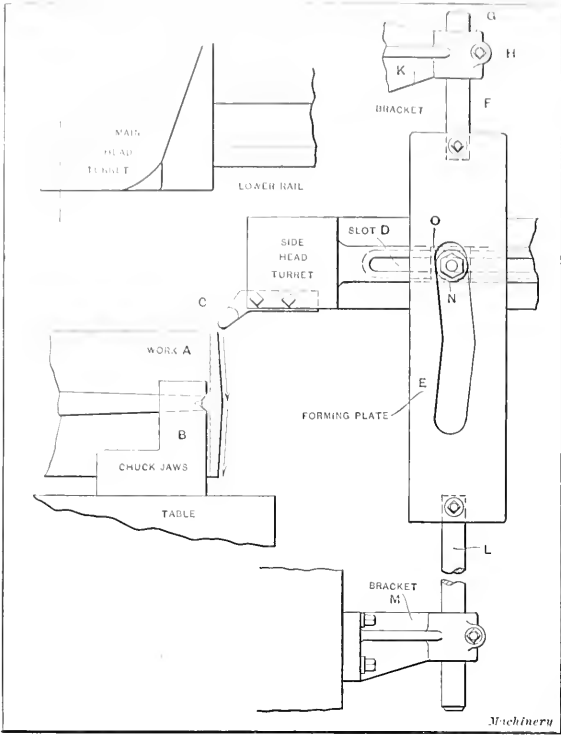 G
H
K
BRACKET
F
MAIN
HEAD
TURRET
LOWER RAIL
O
SLOT D
SIDE
HEAD
TURRET
N
C
WORK A
E
FORMING PLATE
B
CHUCK JAWS
TABLE
L
BRACKET
M
Machinery